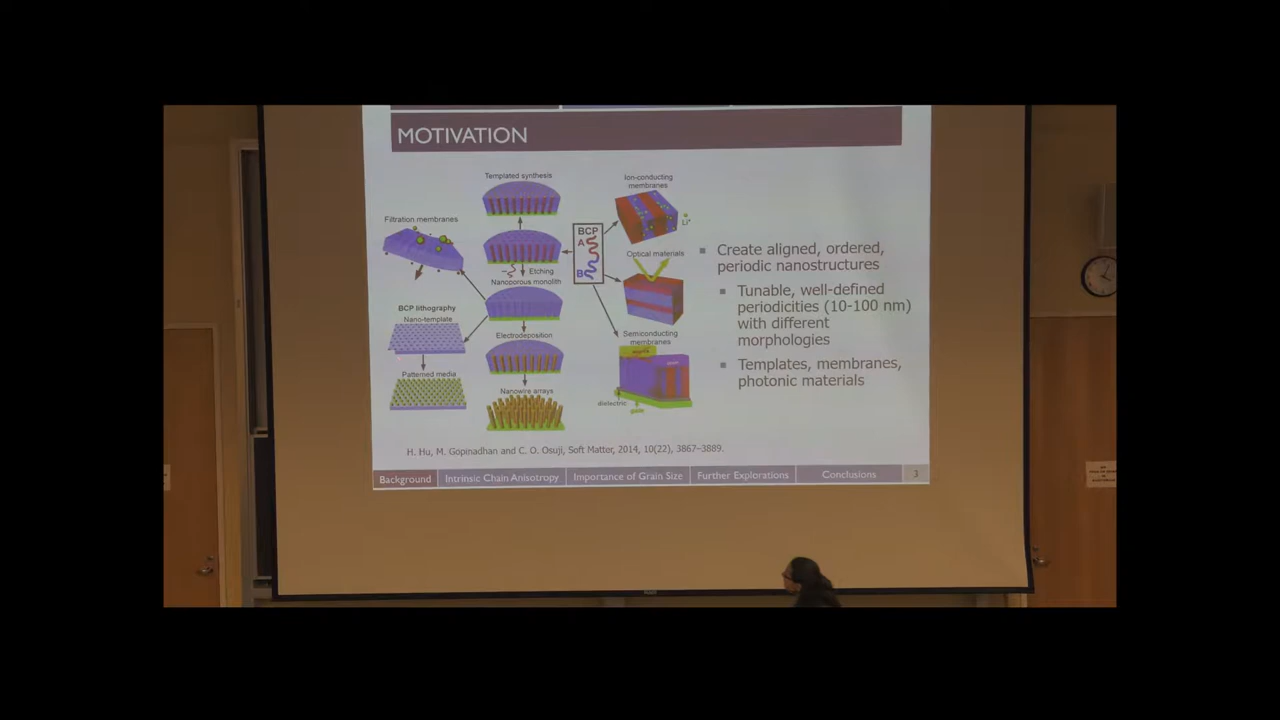 MOTIVATION
Templated synthesis
Ion-conducting
membranes
Filtration membranes
BCP
A
B
Li+
Etching
Nanoporous monolith
Optical materials
BCP lithography
Nano-template
Electrodeposition
Semiconducting
membranes
Patterned media
Nanowire arrays
dielectric
gate
Create aligned, ordered,
periodic nanostructures
Tunable, well-defined
periodicities (10-100 nm)
with different
morphologies
Templates, membranes,
photonic materials
H. Hu, M. Gopinadhan and C. O. Osuji, Soft Matter, 2014, 10(22), 3867–3889.
Background Intrinsic Chain Anisotropy Importance of Grain Size Further Explorations Conclusions 3